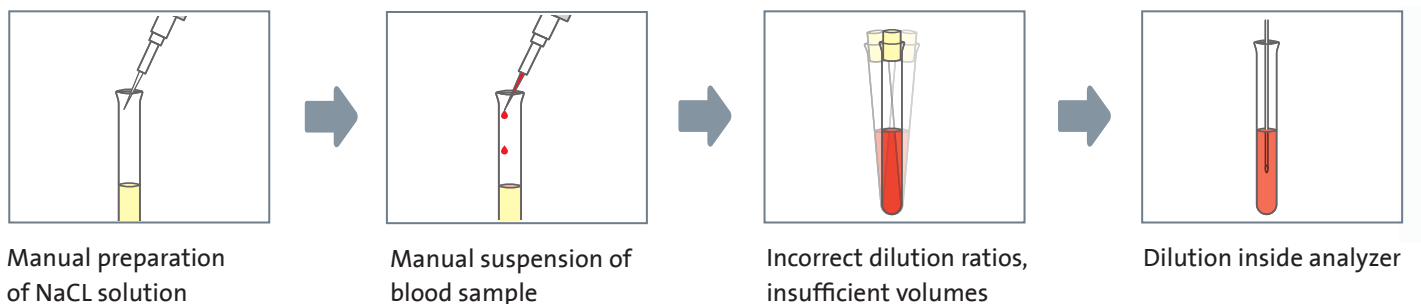 Manual preparation
of NaCL solution
Manual suspension of
blood sample
Incorrect dilution ratios,
insufficient volumes
Dilution inside analyzer